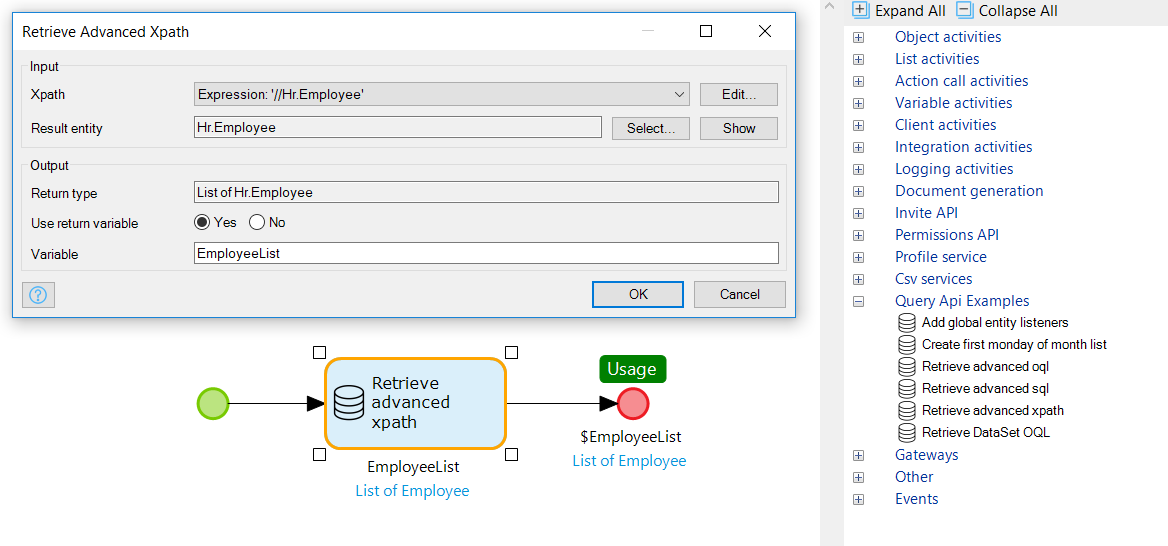 Retrieve Advanced Xpath
Input
Xpath
Expression: '//Hr.Employee'
Edit...
Result entity
Hr.Employee
Select...
Show
Output
Return type
List of Hr.Employee
Use return variable
Yes
No
Variable
EmployeeList
?
OK
Cancel
Retrieve
advanced
xpath
EmployeeList
List of Employee
Usage
$EmployeeList
List of Employee
Expand All
Collapse All
Object activities
List activities
Action call activities
Variable activities
Client activities
Integration activities
Logging activities
Document generation
Invite API
Permissions API
Profile service
Csv services
Query Api Examples
Add global entity listeners
Create first monday of month list
Retrieve advanced oql
Retrieve advanced sql
Retrieve advanced xpath
Retrieve DataSet OQL
Gateways
Other
Events